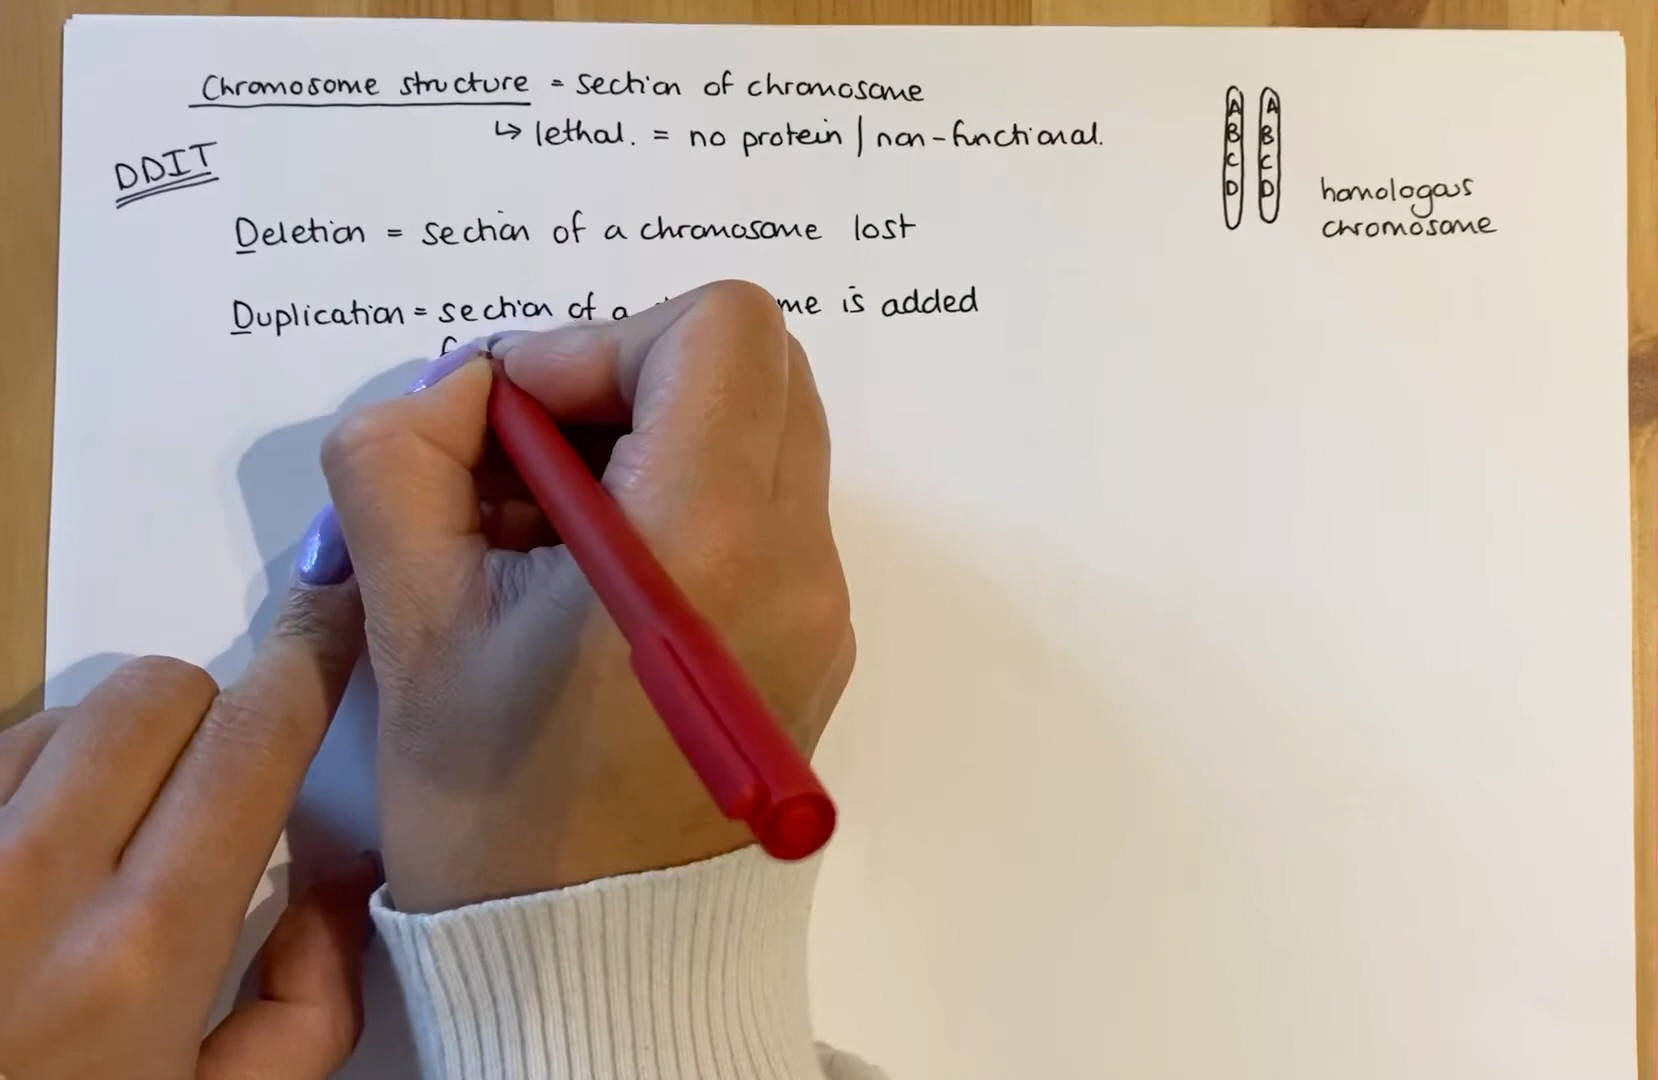 Chromosome structure = section of chromosome
↳ lethal. = no protein | non-functional.
DDIT
Deletion = section of a chromosome lost
Duplication = section of a me is added
f
A A
B B
C C
D D
homologous
chromosome